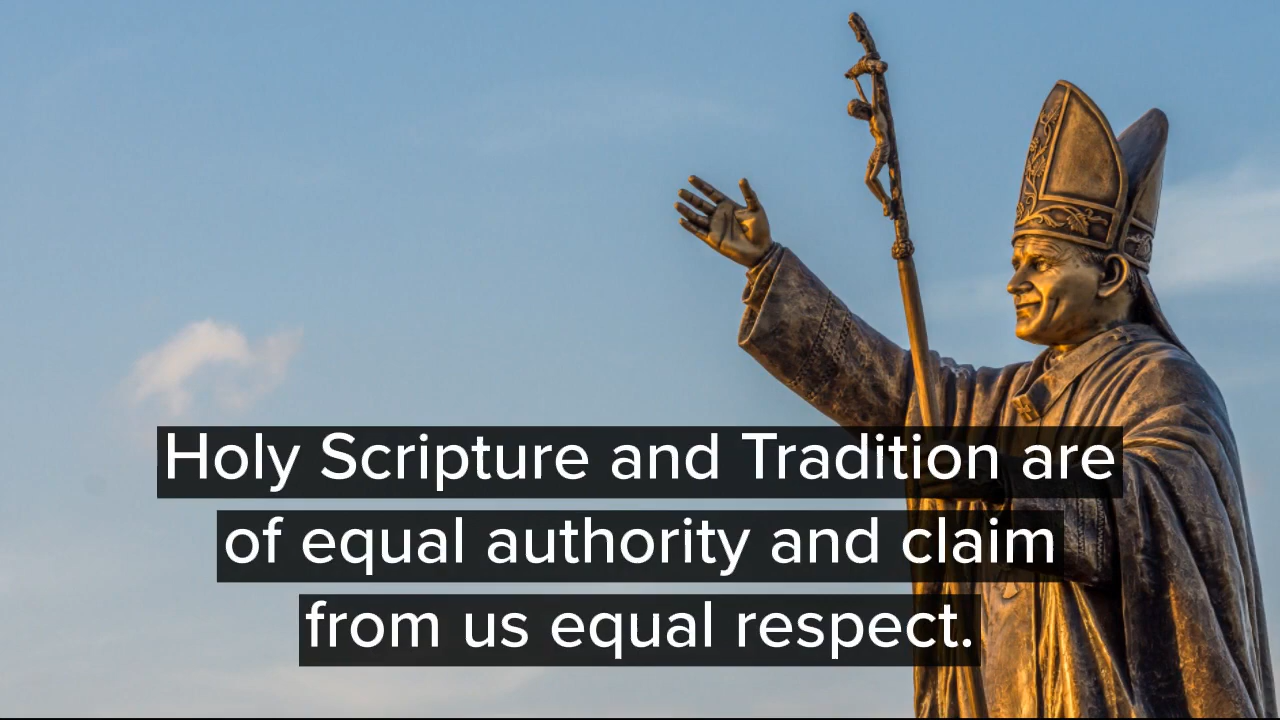 Holy Scripture and Tradition are
of equal authority and claim
from us equal respect.